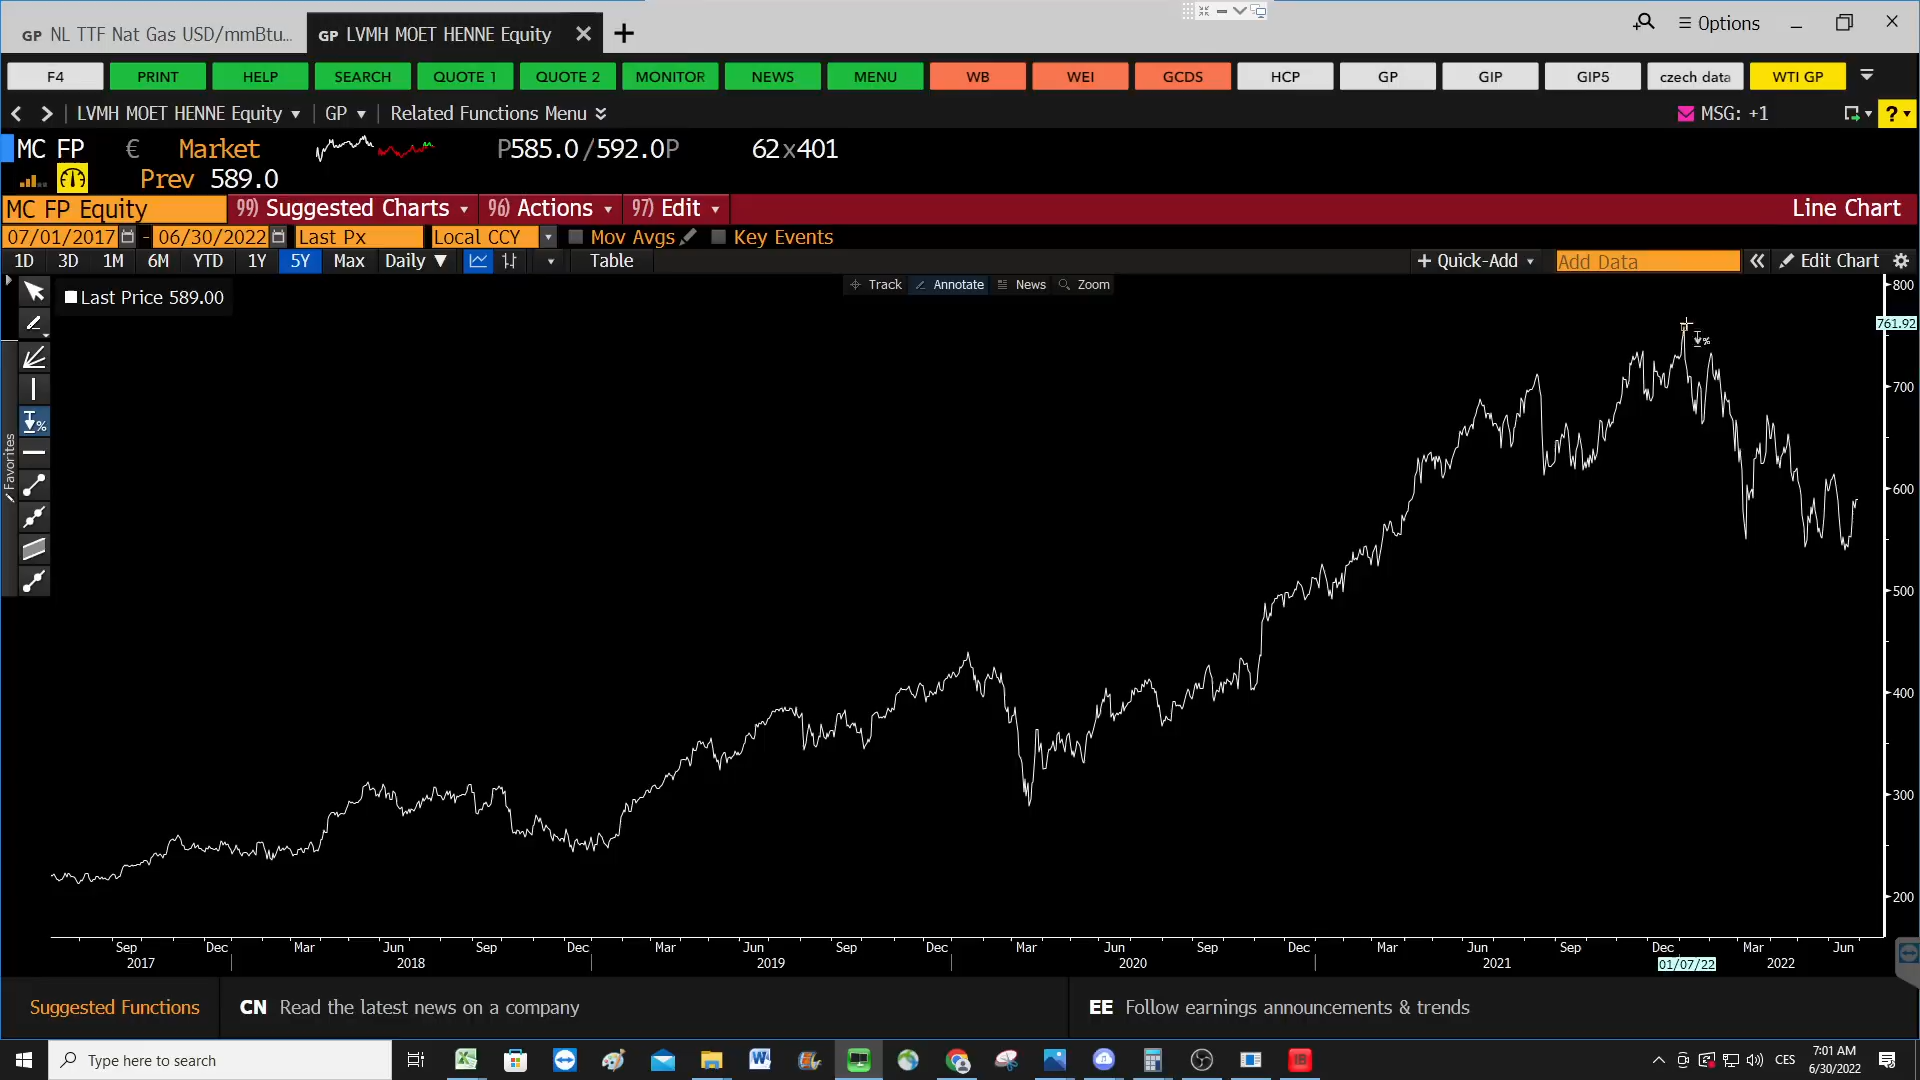 GP NL TTF Nat Gas USD/mmBtu...
GP LVMH MOET HENNE Equity
Options
F4 PRINT HELP SEARCH QUOTE 1 QUOTE 2 MONITOR NEWS MENU WB WEI GCDS HCP GP GIP GIP5 czech data WTI GP
LVMH MOET HENNE Equity GP Related Functions Menu MSG: +1 ?
MC FP € Market P585.0/592.0P 62x401
Prev 589.0
MC FP Equity 99) Suggested Charts 96) Actions 97) Edit Line Chart
07/01/2017 - 06/30/2022 Last Px Local CCY Mov Avgs Key Events
1D 3D 1M 6M YTD 1Y 5Y Max Daily ▼ Table + Quick-Add Add Data « Edit Chart
Track Annotate News Zoom
Last Price 589.00
Favorites
%
%
800
761.92
700
600
500
400
300
200
Sep Dec Mar Jun Sep Dec Mar Jun Sep Dec Mar Jun Sep Dec Mar Jun Sep Dec Mar Jun
2017 2018 2019 2020 2021 01/07/22 2022
Suggested Functions CN Read the latest news on a company EE Follow earnings announcements & trends
Type here to search
CES
7:01 AM
6/30/2022